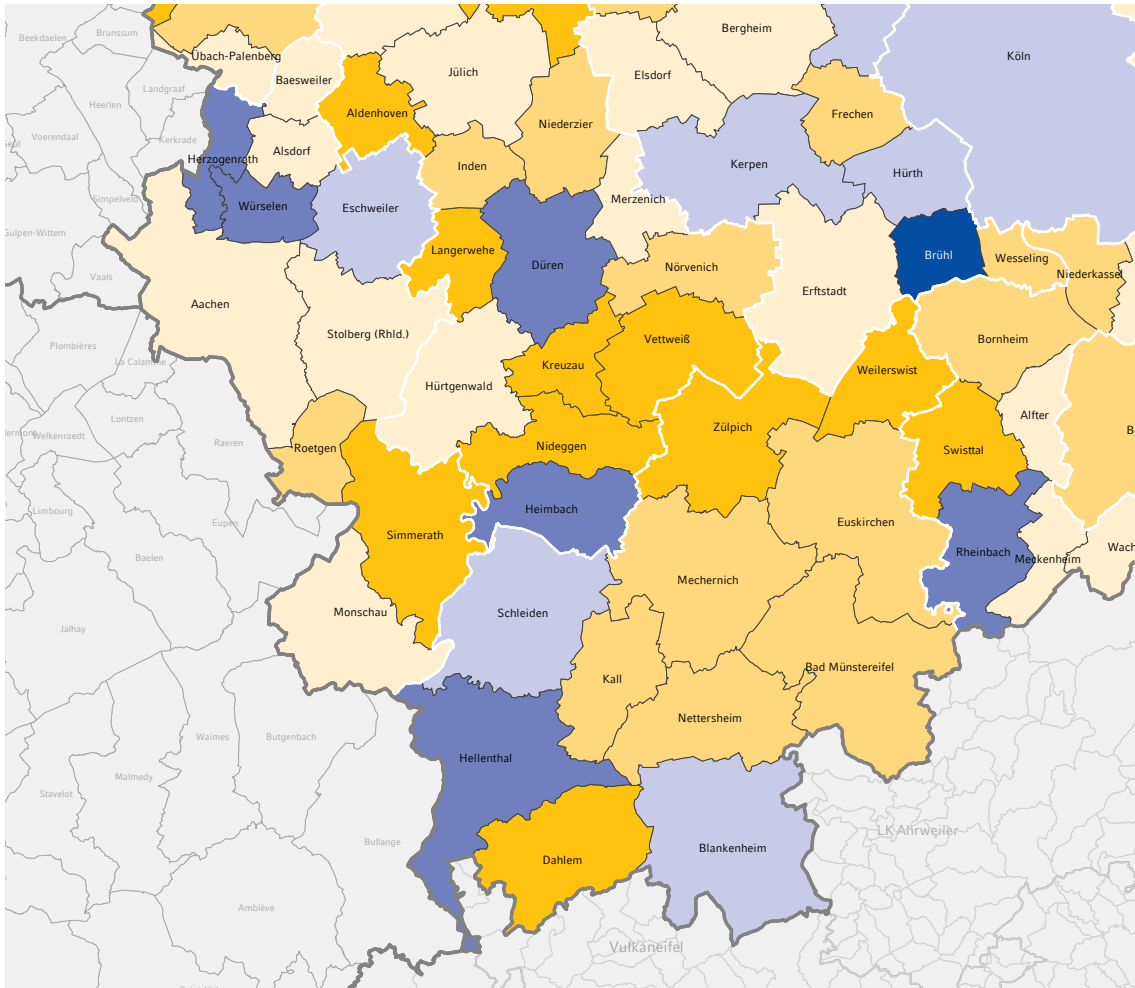 Beekdaelen
Brunssum
Bergheim
Köln
Übach-Palenberg
Baesweiler
Jülich
Elsdorf
Landgraaf
Heerlen
Aldenhoven
Niederzier
Frechen
Voerendaal
Kerkrade
Herzogenrath
Alsdorf
Inden
Kerpen
Hürth
Simpelveld
Würselen
Eschweiler
Merzenich
Gulpen-Wittem
Vaals
Langerwehe
Düren
Nörvenich
Brühl
Wesseling
Niederkassel
Aachen
Erftstadt
Plombières
La Calamine
Stolberg (Rhld.)
Vettweiß
Bornheim
Hürtgenwald
Kreuzau
Weilerswist
Lontzen
Welkenraedt
Raeren
Roetgen
Nideggen
Zülpich
Alfter
Swisttal
Limbourg
Eupen
Heimbach
Euskirchen
Simmerath
Baelen
Rheinbach
Meckenheim
Wach
Mechernich
Monschau
Schleiden
Jalhay
Bad Münstereifel
Kall
Nettersheim
Waimes
Butgenbach
Hellenthal
Malmedy
Stavelot
Bullange
Dahlem
Blankenheim
LK Ahrweiler
Amblève
Vulkaneifel